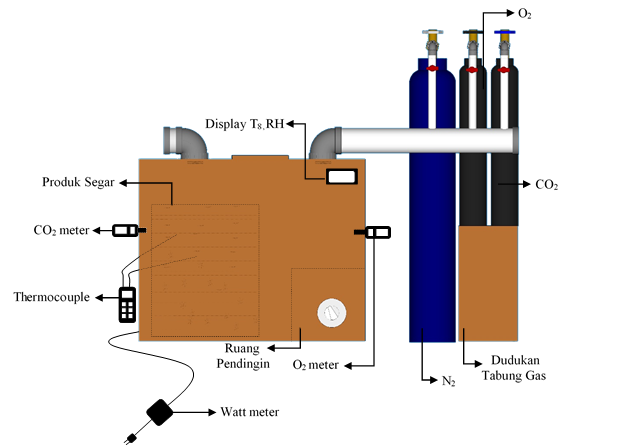 O₂
Display T₈, RH
Produk Segar
CO₂
CO₂ meter
Thermocouple
Ruang
Pendingin
O₂ meter
Dudukan
Tabung Gas
N₂
Watt meter